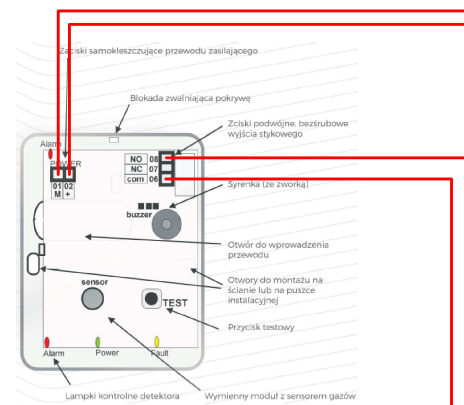 Zaciski samokleszczujące przewodu zasilającego
Blokada zwalniająca pokrywę
Zciski podwójne, bezśrubowe
wyjścia stykowego
Alarm
POWER
NO 08
NC 07
com 06
01 02
M +
Syrenka (ze zworką)
buzzer
Otwór do wprowadzenia
przewodu
sensor
Otwory do montażu na
ścianie lub na puszce
instalacyjnej
TEST
Przycisk testowy
Alarm Power Fault
Lampki kontrolne detektora
Wymienny moduł z sensorem gazów